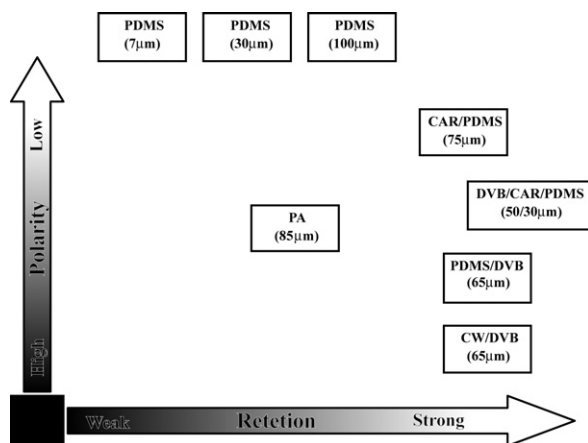 PDMS
(7μm)
PDMS
(30μm)
PDMS
(100μm)
CAR/PDMS
(75μm)
DVB/CAR/PDMS
(50/30μm)
PA
(85μm)
PDMS/DVB
(65μm)
CW/DVB
(65μm)
Low
Polarity
High
Weak
Retetion
Strong